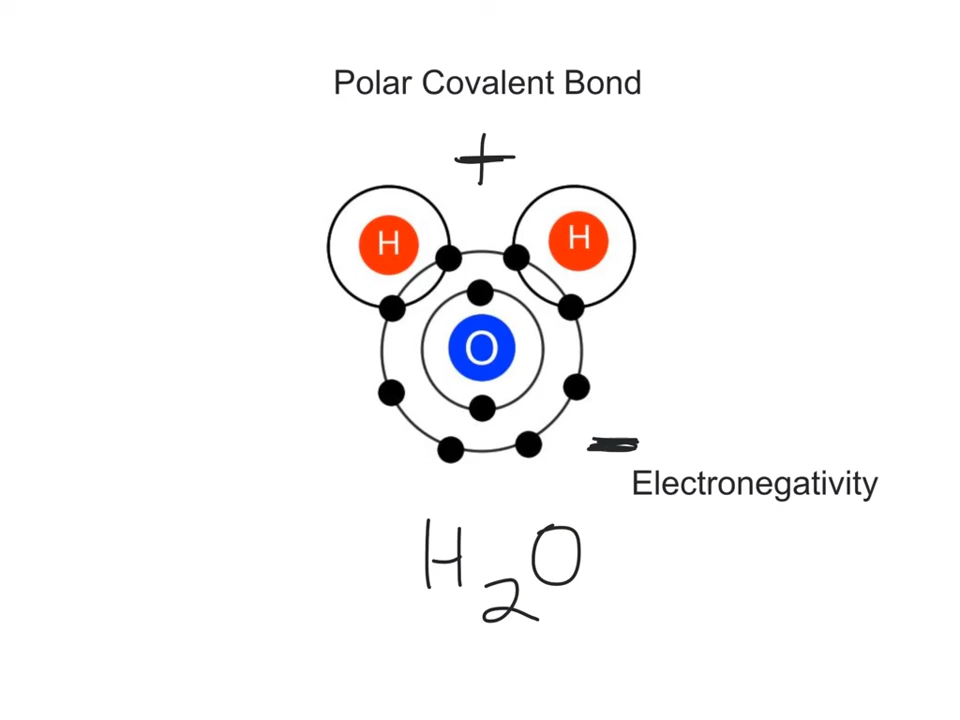 Polar Covalent Bond
+
H H
O
-
Electronegativity
H2O